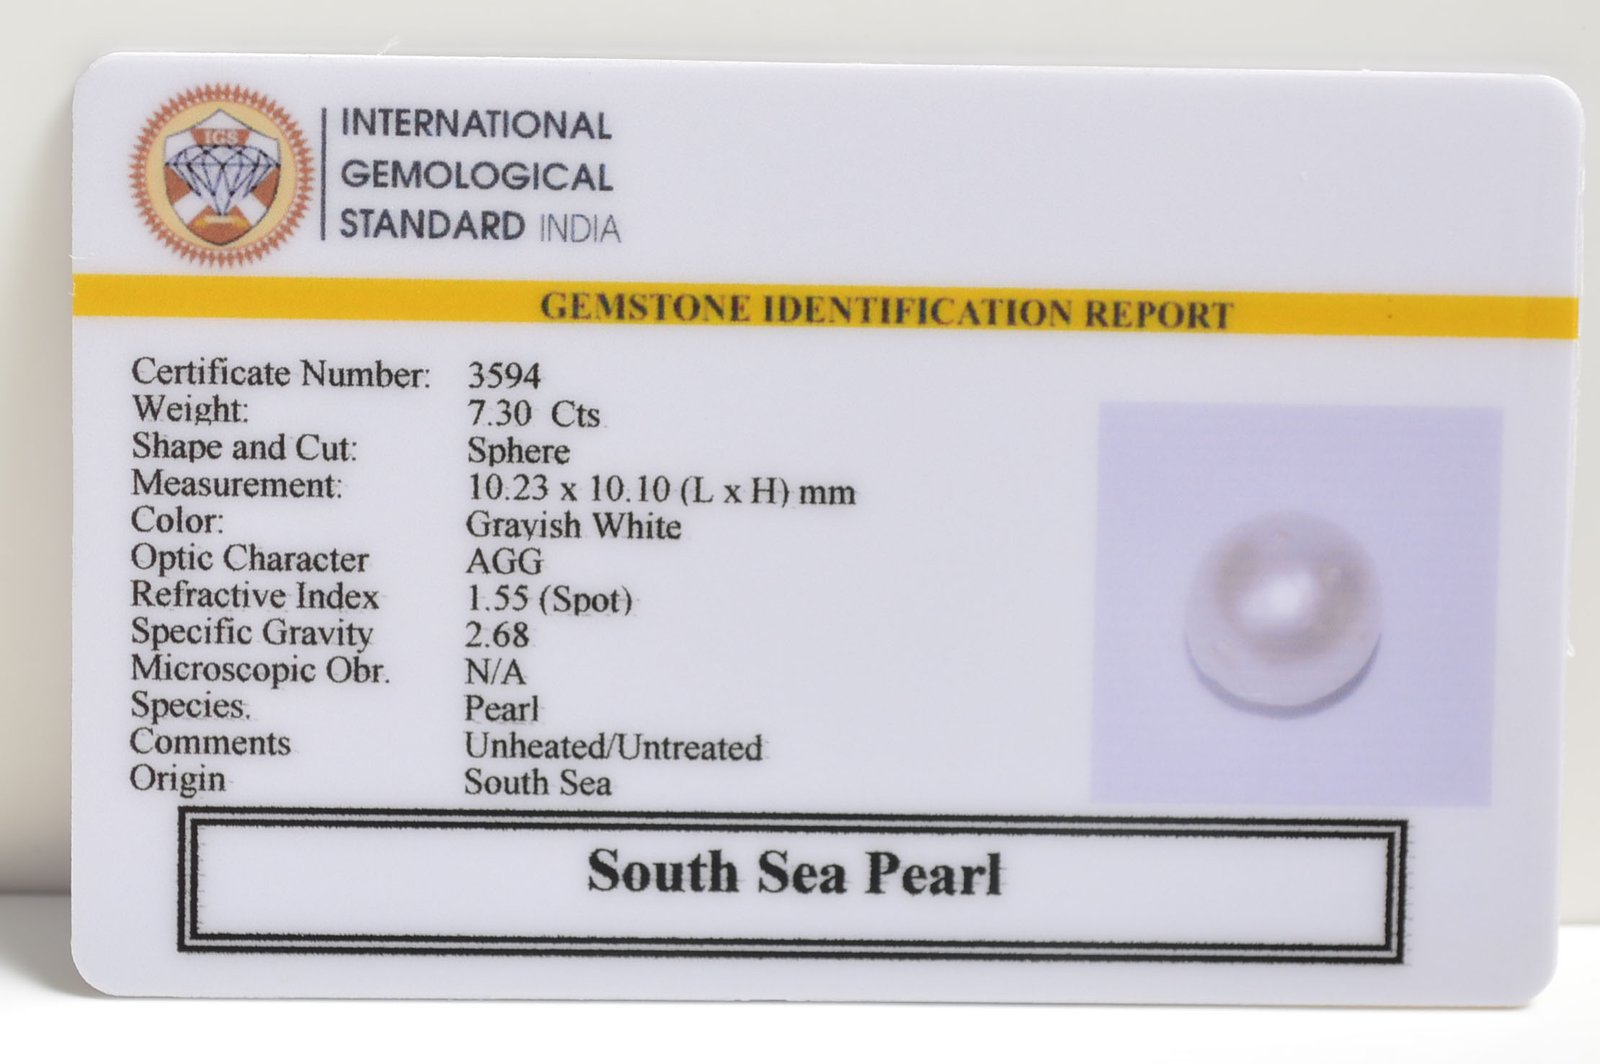 IGS
INTERNATIONAL
GEMOLOGICAL
STANDARD INDIA
GEMSTONE IDENTIFICATION REPORT
Certificate Number: 3594
Weight: 7.30 Cts
Shape and Cut: Sphere
Measurement: 10.23 x 10.10 (L x H) mm
Color: Grayish White
Optic Character AGG
Refractive Index 1.55 (Spot)
Specific Gravity 2.68
Microscopic Obr. N/A
Species. Pearl
Comments Unheated/Untreated
Origin South Sea
South Sea Pearl